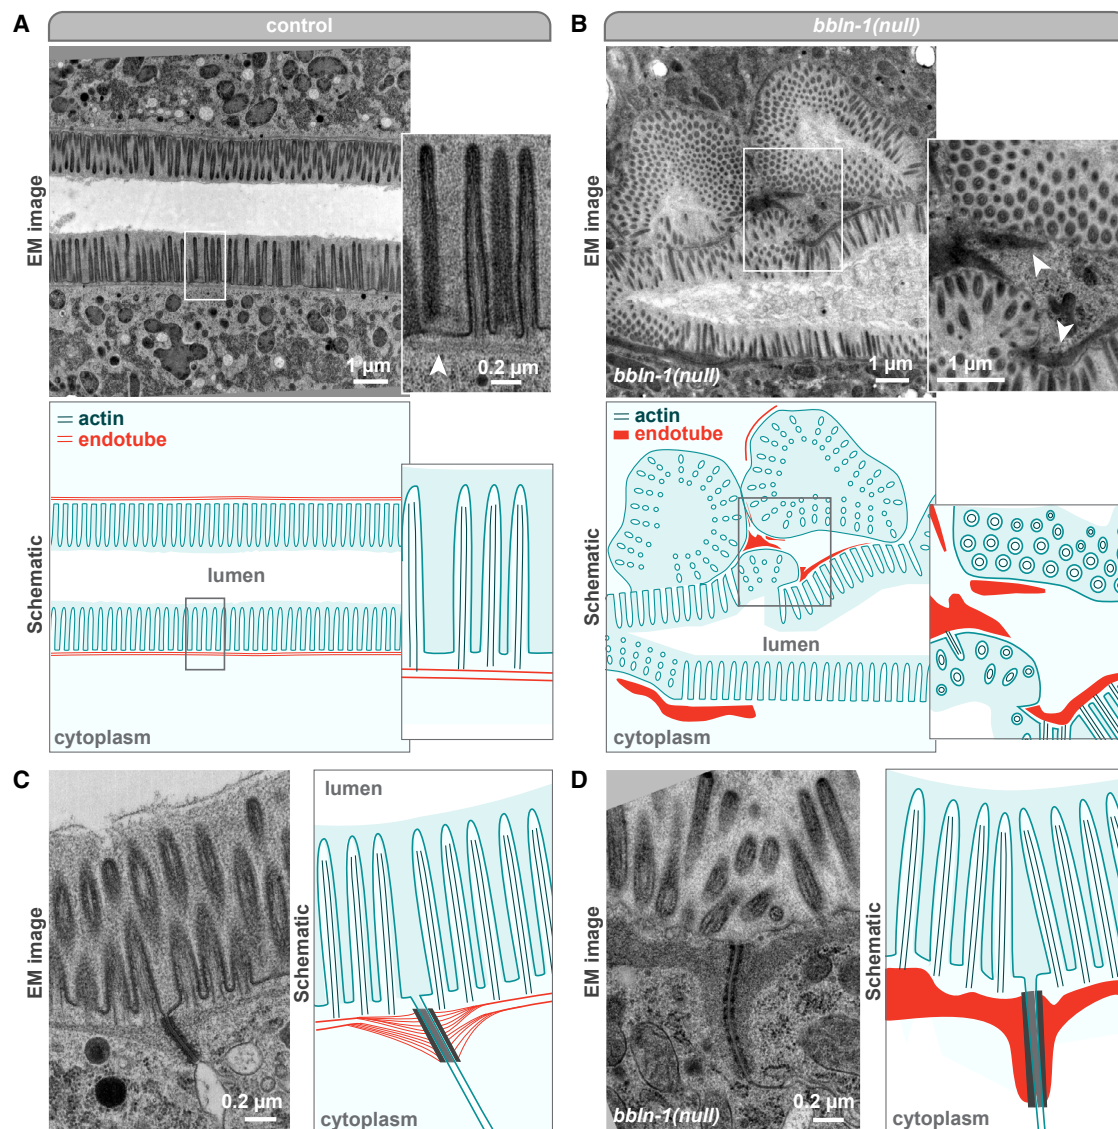 A
control
B
bbln-1(null)
EM image
1 µm
0.2 µm
EM image
bbln-1(null)
1 µm
1 µm
Schematic
actin
endotube
lumen
cytoplasm
Schematic
actin
endotube
lumen
cytoplasm
C
EM image
0.2 µm
Schematic
lumen
cytoplasm
D
EM image
bbln-1(null)
0.2 µm
Schematic
cytoplasm